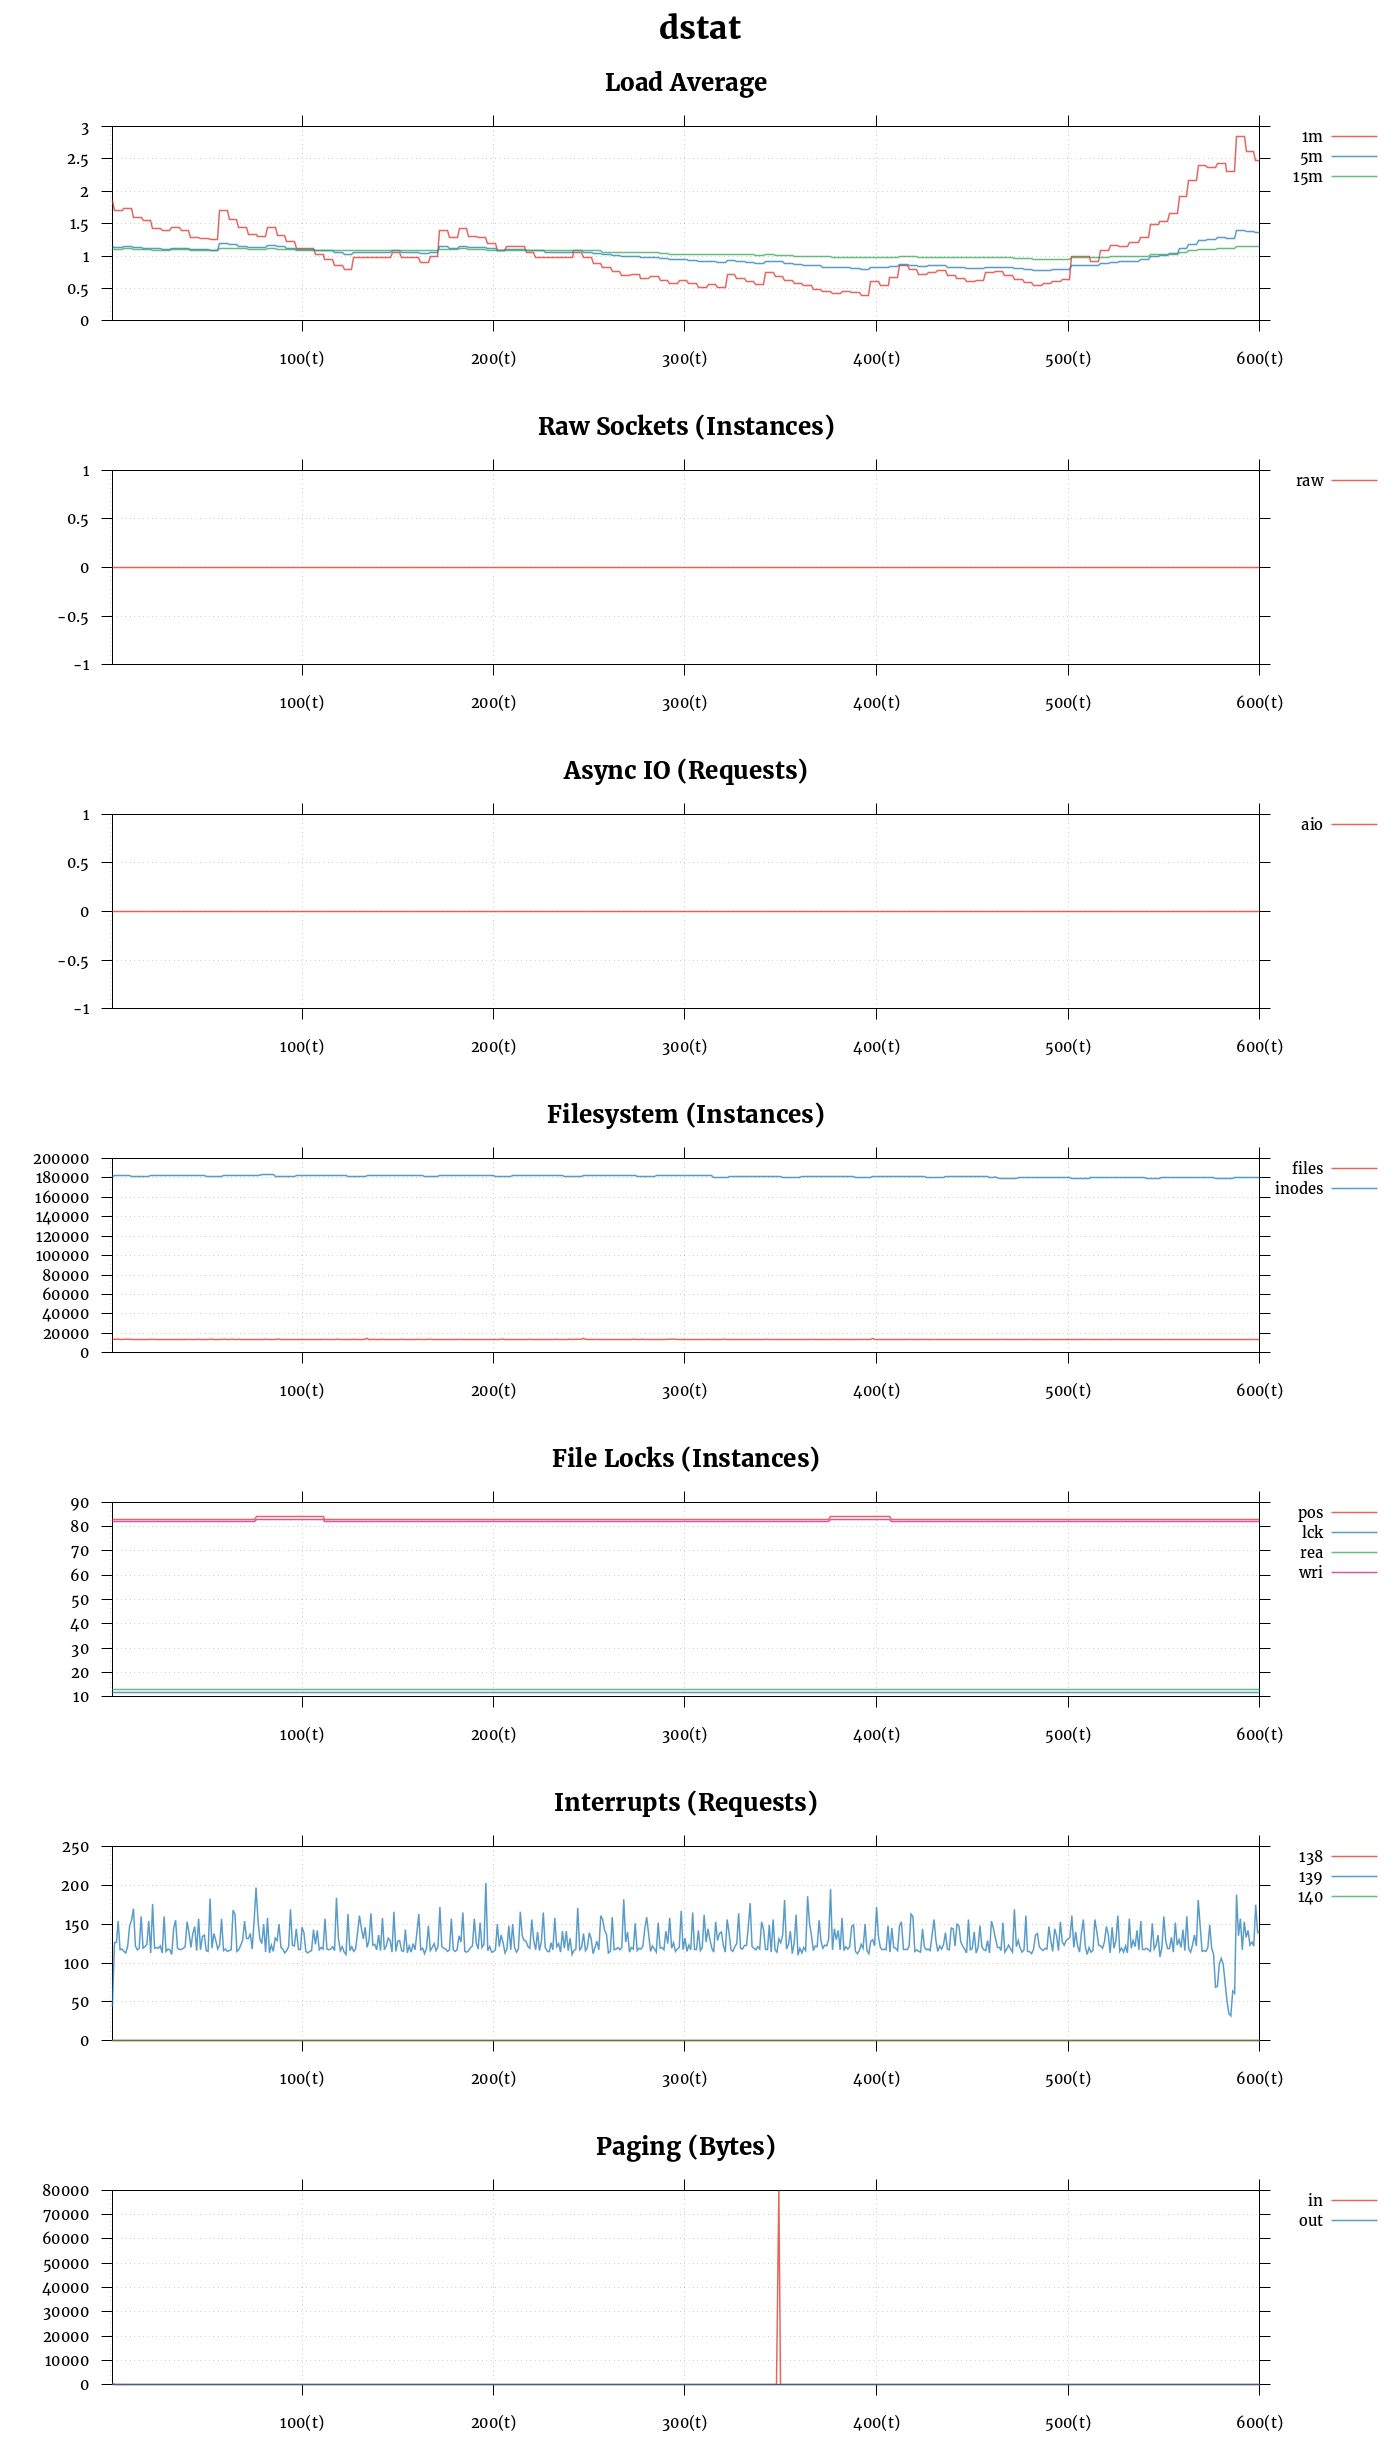 dstat
Load Average
3
2.5
2
1.5
1
0.5
0
1m
5m
15m
100(t) 200(t) 300(t) 400(t) 500(t) 600(t)
Raw Sockets (Instances)
1
0.5
0
-0.5
-1
raw
100(t) 200(t) 300(t) 400(t) 500(t) 600(t)
Async IO (Requests)
1
0.5
0
-0.5
-1
aio
100(t) 200(t) 300(t) 400(t) 500(t) 600(t)
Filesystem (Instances)
200000
180000
160000
140000
120000
100000
80000
60000
40000
20000
0
files
inodes
100(t) 200(t) 300(t) 400(t) 500(t) 600(t)
File Locks (Instances)
90
80
70
60
50
40
30
20
10
pos
lck
rea
wri
100(t) 200(t) 300(t) 400(t) 500(t) 600(t)
Interrupts (Requests)
250
200
150
100
50
0
138
139
140
100(t) 200(t) 300(t) 400(t) 500(t) 600(t)
Paging (Bytes)
80000
70000
60000
50000
40000
30000
20000
10000
0
in
out
100(t) 200(t) 300(t) 400(t) 500(t) 600(t)